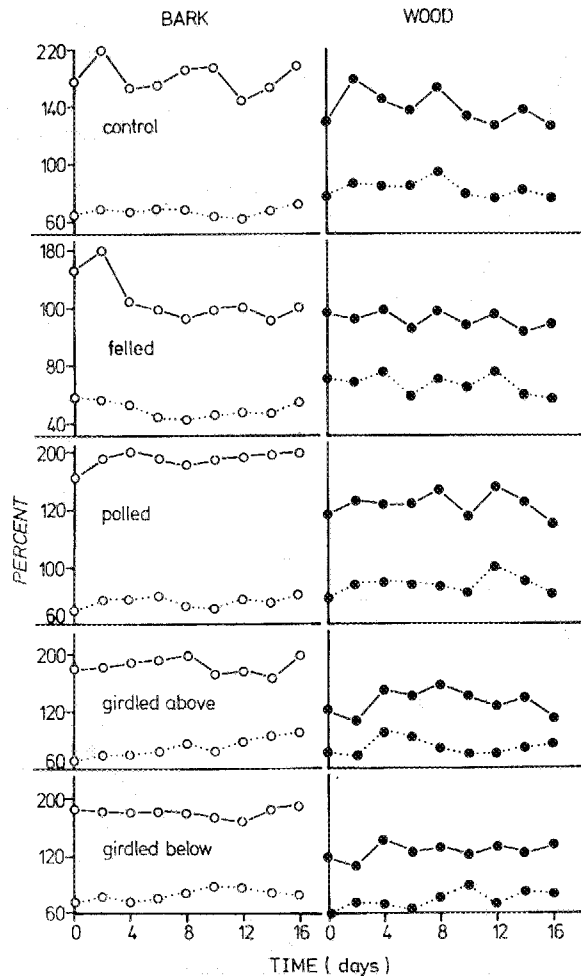 BARK WOOD
220
140
100
60
control
180
100
80
40
felled
200
120
100
60
polled
PERCENT
200
120
60
girdled above
200
120
60
girdled below
0 4 8 12 16 0 4 8 12 16
TIME ( days )